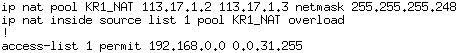 ip nat pool KR1_NAT 113.17.1.2 113.17.1.3 netmask 255.255.255.248
ip nat inside source list 1 pool KR1_NAT overload
!
access-list 1 permit 192.168.0.0 0.0.31.255